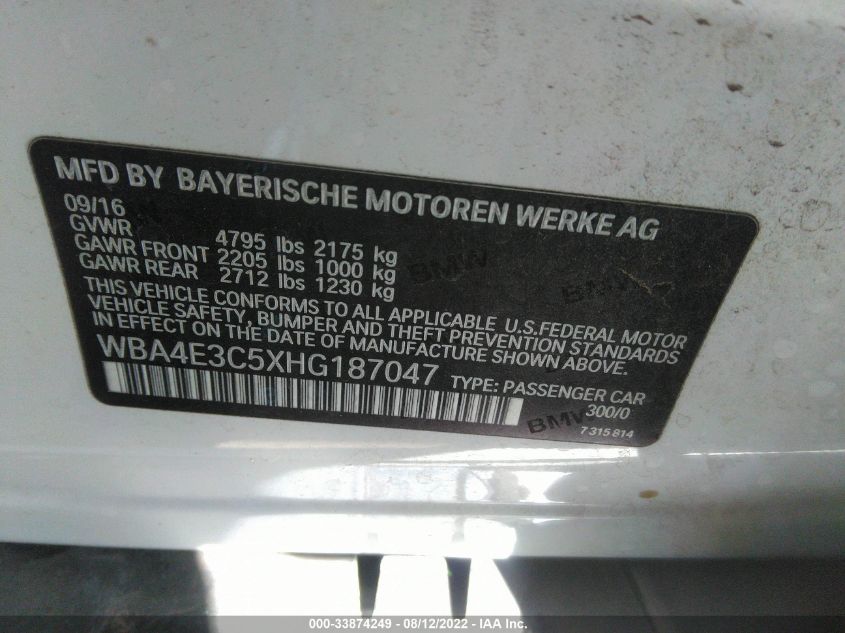 MFD BY BAYERISCHE MOTOREN WERKE AG
09/16
GVWR 4795 lbs 2175 kg
GAWR FRONT 2205 lbs 1000 kg
GAWR REAR 2712 lbs 1230 kg
THIS VEHICLE CONFORMS TO ALL APPLICABLE U.S.FEDERAL MOTOR
VEHICLE SAFETY, BUMPER AND THEFT PREVENTION STANDARDS
IN EFFECT ON THE DATE OF MANUFACTURE SHOWN ABOVE.
WBA4E3C5XHG187047 TYPE: PASSENGER CAR
300/0
7315814
BMW
BMW
BMW
000-33874249 - 08/12/2022 - IAA Inc.